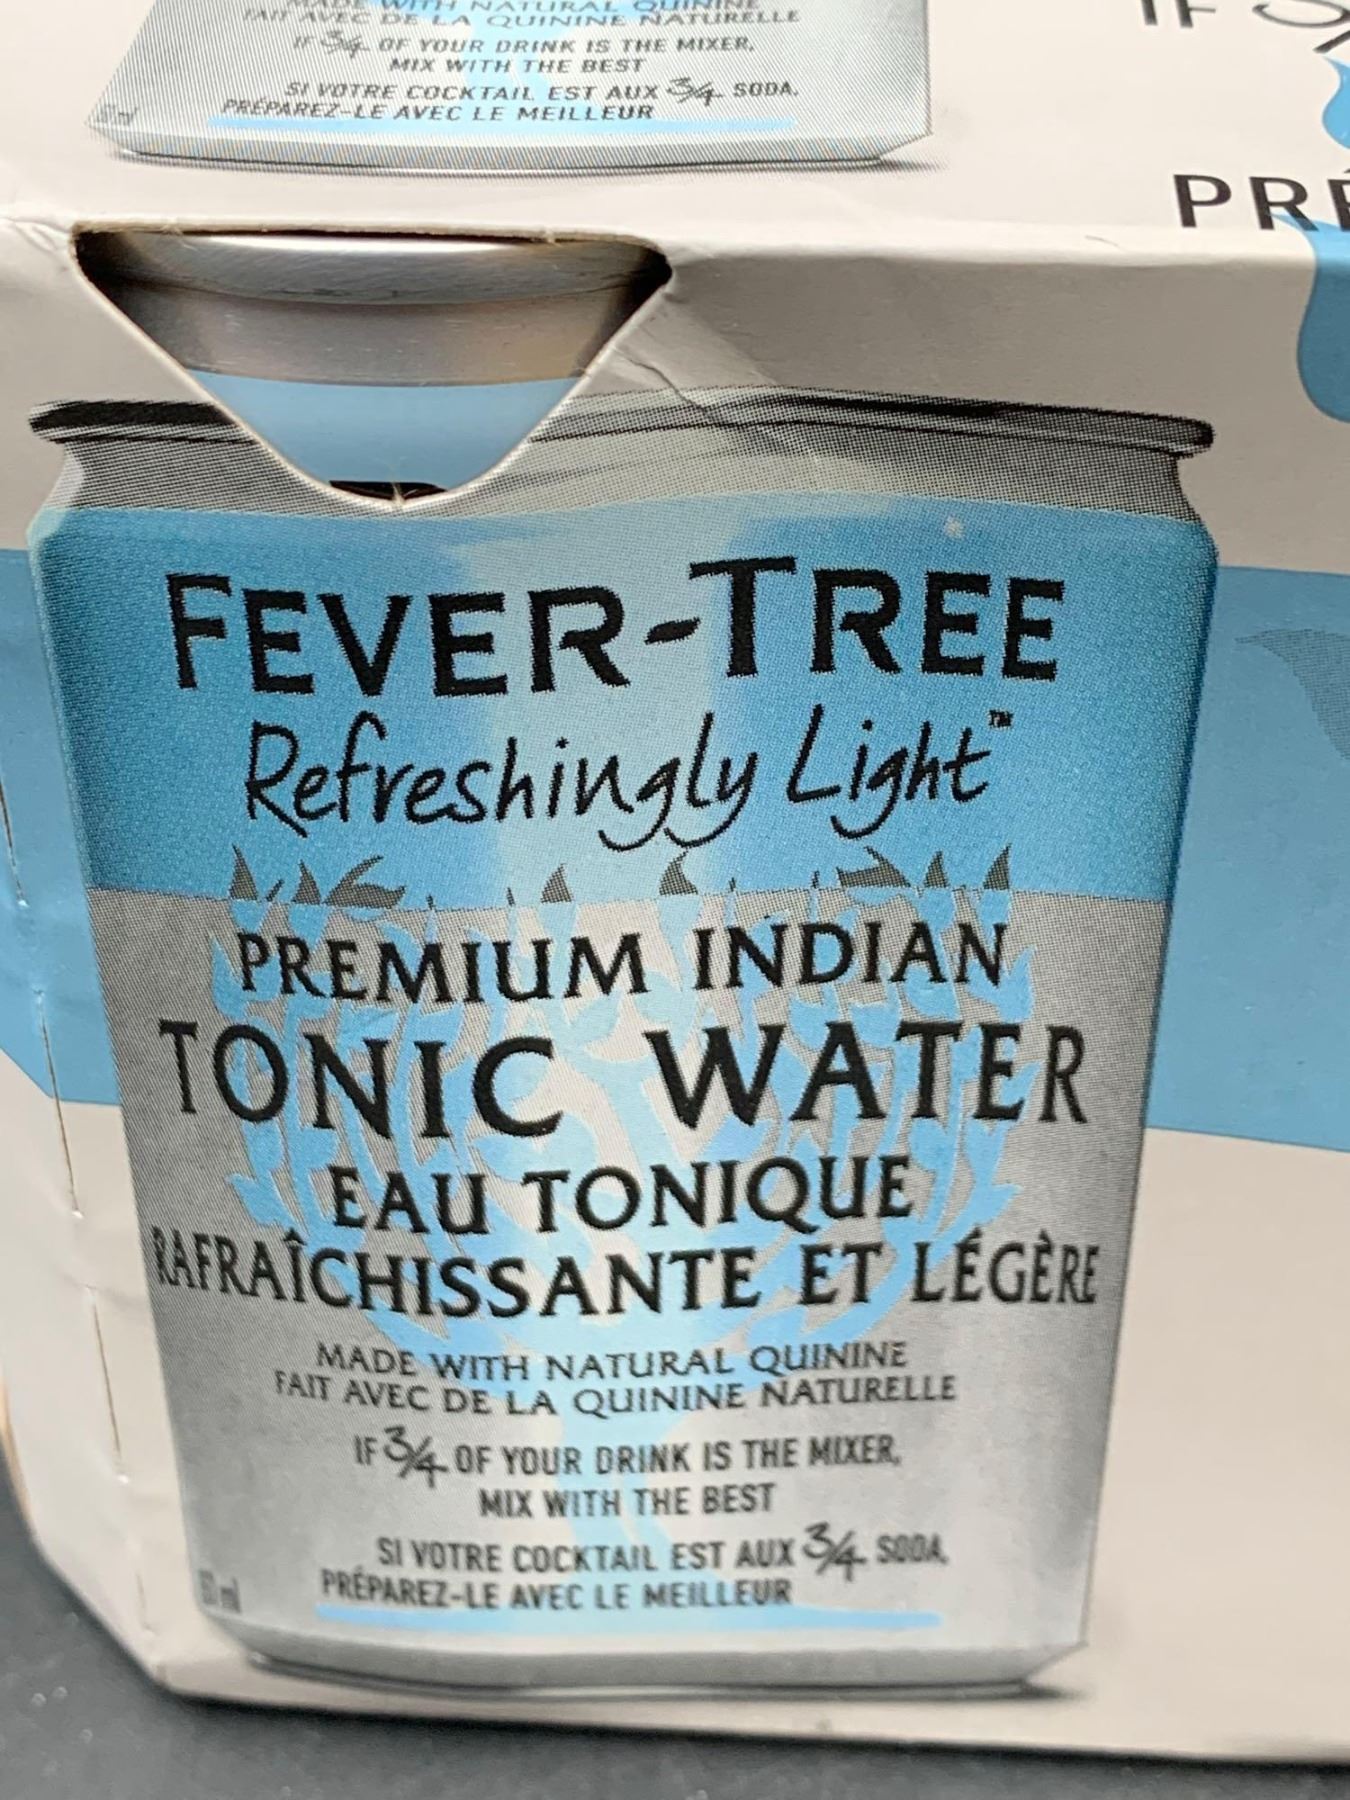 MADE WITH NATURAL QUININE
FAIT AVEC DE LA QUININE NATURELLE
IF 3/4 OF YOUR DRINK IS THE MIXER,
MIX WITH THE BEST
SI VOTRE COCKTAIL EST AUX 3/4 SODA,
PRÉPAREZ-LE AVEC LE MEILLEUR
IF 3/
PRÉ
FEVER-TREE
Refreshingly Light™
PREMIUM INDIAN
TONIC WATER
EAU TONIQUE
RAFRAÎCHISSANTE ET LÉGÈRE
MADE WITH NATURAL QUININE
FAIT AVEC DE LA QUININE NATURELLE
IF 3/4 OF YOUR DRINK IS THE MIXER,
MIX WITH THE BEST
SI VOTRE COCKTAIL EST AUX 3/4 SODA,
PRÉPAREZ-LE AVEC LE MEILLEUR